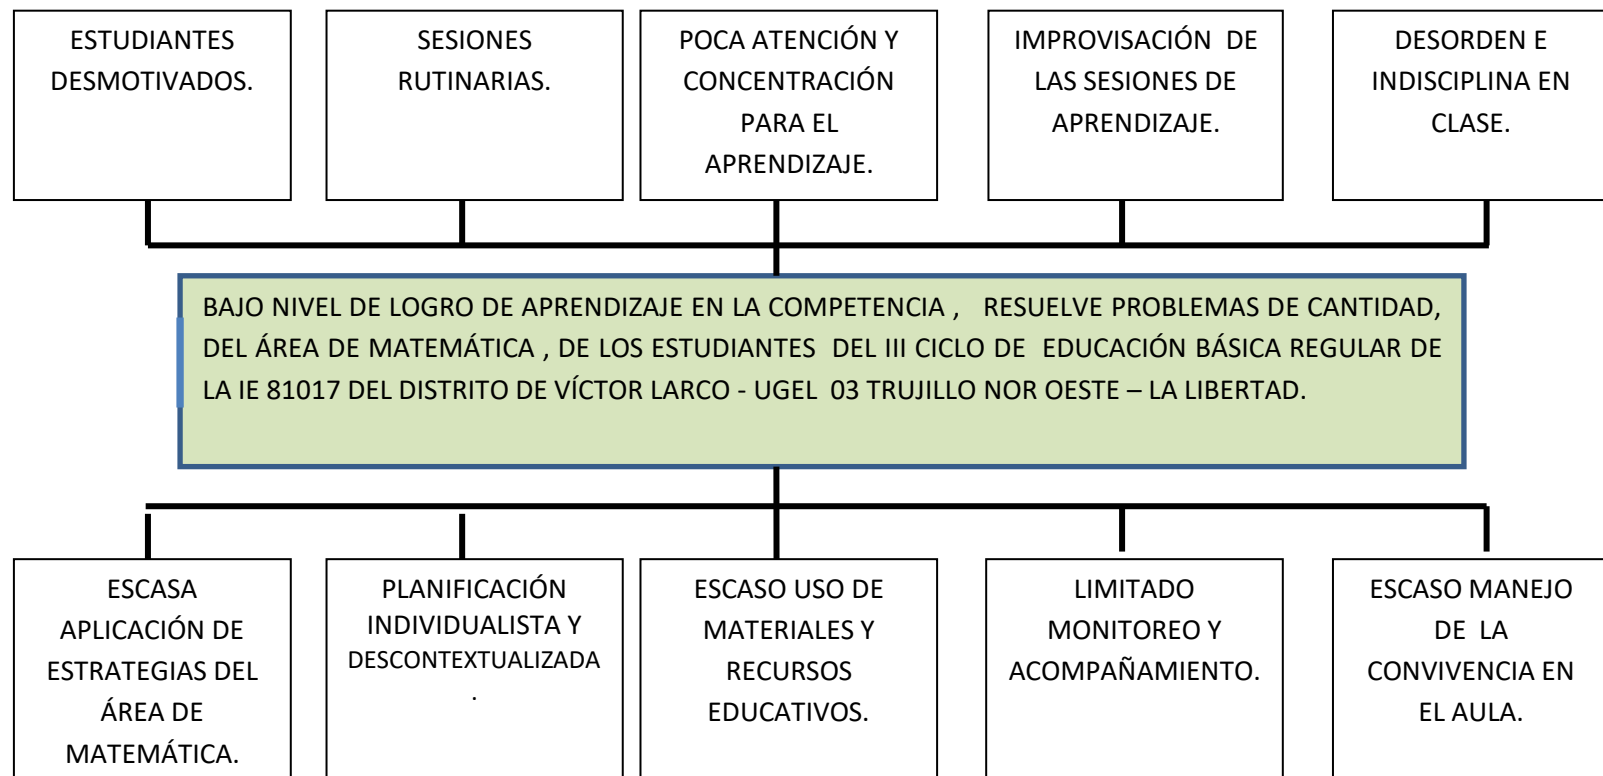 ESTUDIANTES
DESMOTIVADOS.
SESIONES
RUTINARIAS.
POCA ATENCIÓN Y
CONCENTRACIÓN
PARA EL
APRENDIZAJE.
IMPROVISACIÓN DE
LAS SESIONES DE
APRENDIZAJE.
DESORDEN E
INDISCIPLINA EN
CLASE.
BAJO NIVEL DE LOGRO DE APRENDIZAJE EN LA COMPETENCIA , RESUELVE PROBLEMAS DE CANTIDAD,
DEL ÁREA DE MATEMÁTICA , DE LOS ESTUDIANTES DEL III CICLO DE EDUCACIÓN BÁSICA REGULAR DE
LA IE 81017 DEL DISTRITO DE VÍCTOR LARCO - UGEL 03 TRUJILLO NOR OESTE – LA LIBERTAD.
ESCASA
APLICACIÓN DE
ESTRATEGIAS DEL
ÁREA DE
MATEMÁTICA.
PLANIFICACIÓN
INDIVIDUALISTA Y
DESCONTEXTUALIZADA
.
ESCASO USO DE
MATERIALES Y
RECURSOS
EDUCATIVOS.
LIMITADO
MONITOREO Y
ACOMPAÑAMIENTO.
ESCASO MANEJO
DE LA
CONVIVENCIA EN
EL AULA.